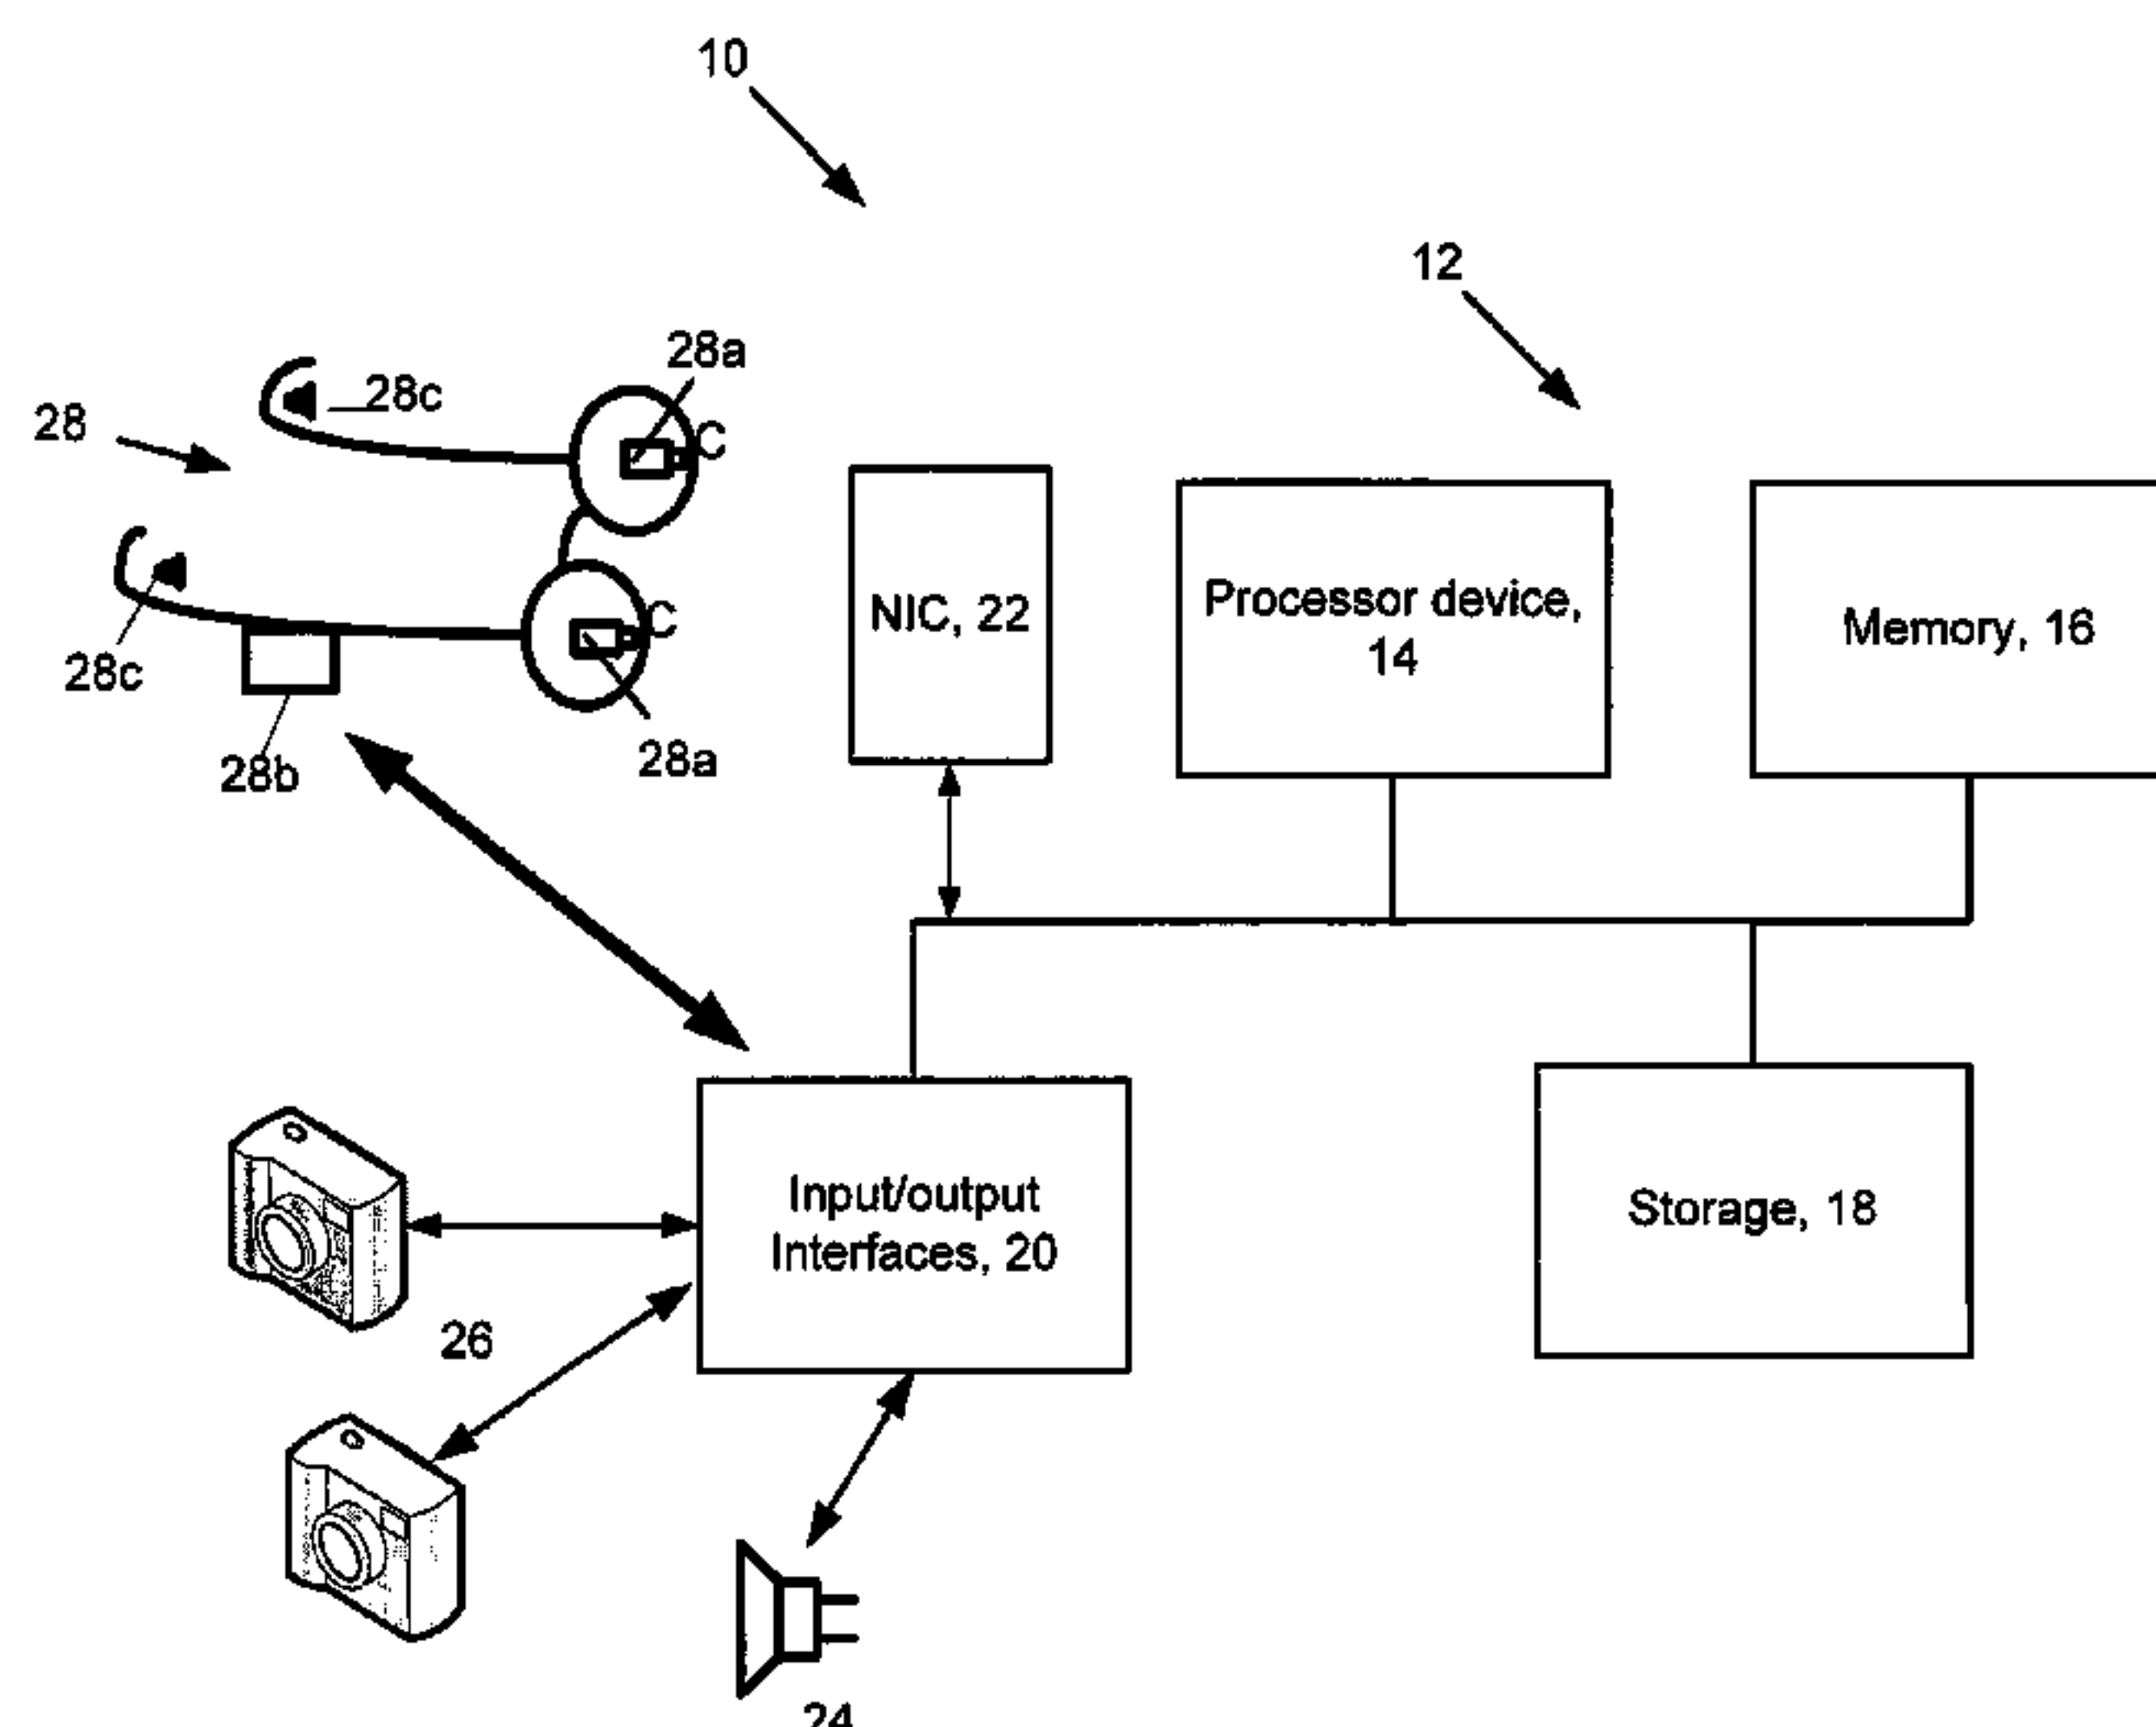 10
12
28a
28c
28
C
NIC, 22
Processor device,
14
Memory, 16
C
28c
28b
28a
Input/output
Interfaces, 20
Storage, 18
26
24